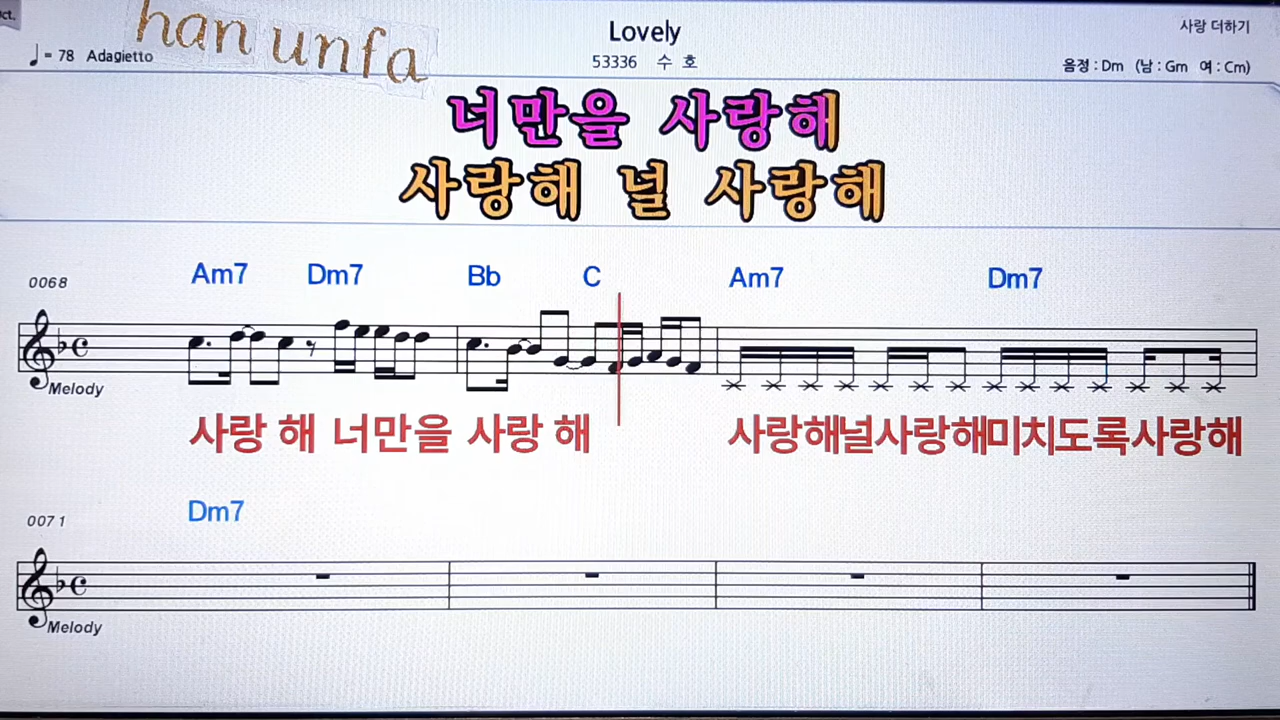 ct.
han unfa
Lovely
사랑 더하기
♩= 78 Adagietto
53336 수 호
음정 : Dm (남 : Gm 여 : Cm)
너만을 사랑해
사랑해 널 사랑해
0068
Am7 Dm7 Bb C Am7 Dm7
Melody
사랑 해 너만을 사랑 해 사랑해널사랑해미치도록사랑해
0071
Dm7
Melody